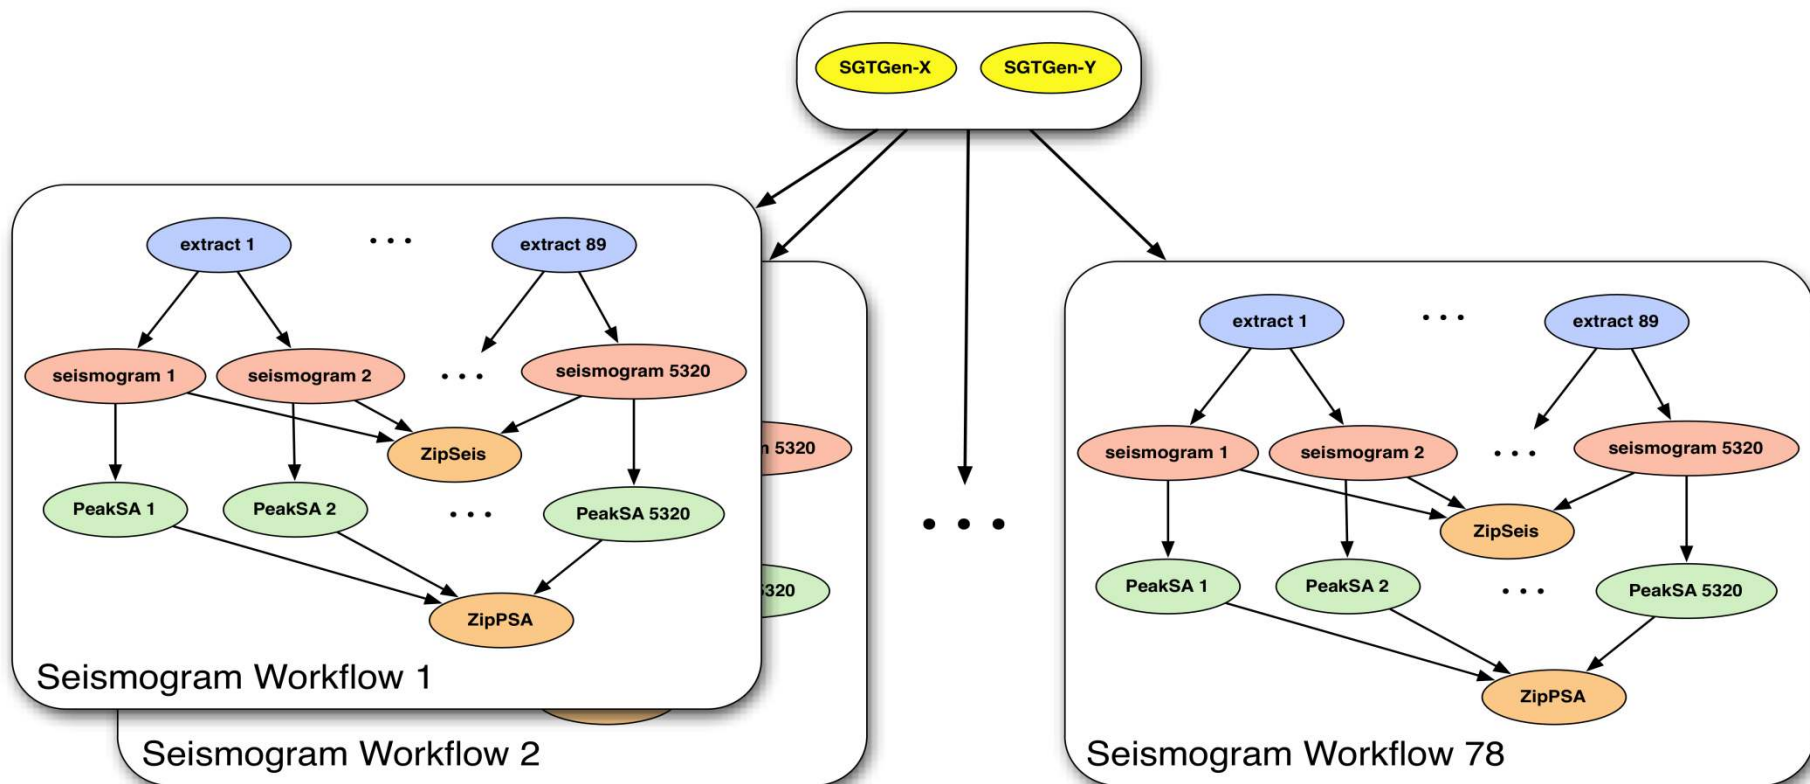 SGTGen-X SGTGen-Y
extract 1 ... extract 89
seismogram 1 seismogram 2 ... seismogram 5320
ZipSeis
PeakSA 1 PeakSA 2 ... PeakSA 5320
ZipPSA
Seismogram Workflow 1
5320
5320
Seismogram Workflow 2
...
extract 1 ... extract 89
seismogram 1 seismogram 2 ... seismogram 5320
ZipSeis
PeakSA 1 PeakSA 2 ... PeakSA 5320
ZipPSA
Seismogram Workflow 78